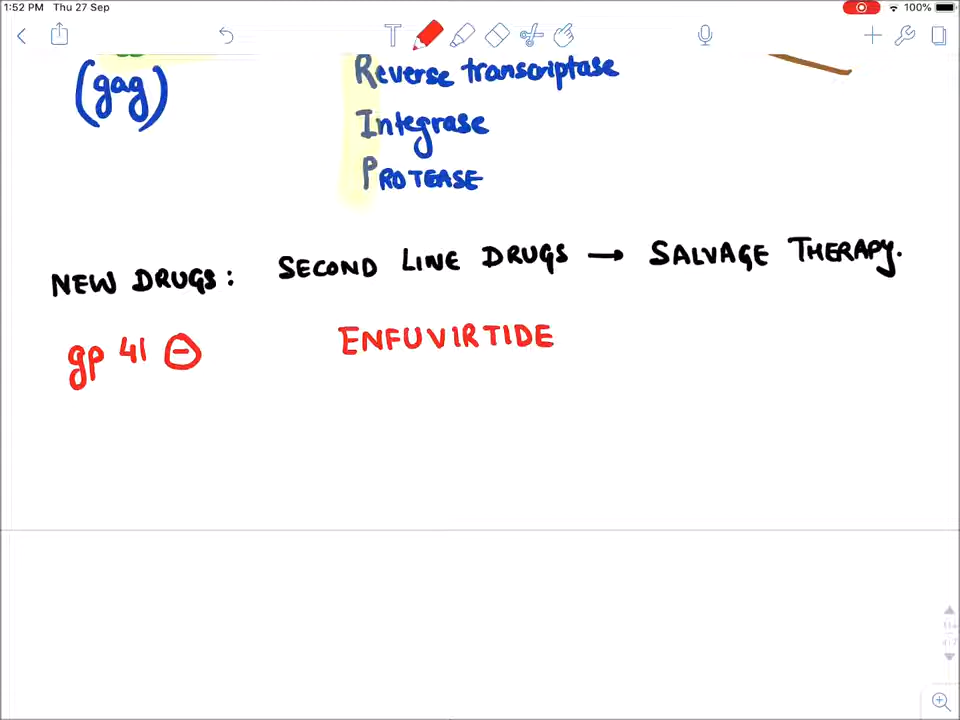 1:52 PM Thu 27 Sep
100%
T
(gag)
Reverse transcriptase
Integrase
PROTEASE
NEW DRUGS: SECOND LINE DRUGS → SALVAGE THERAPY.
gp 41 ⊖ ENFUVIRTIDE